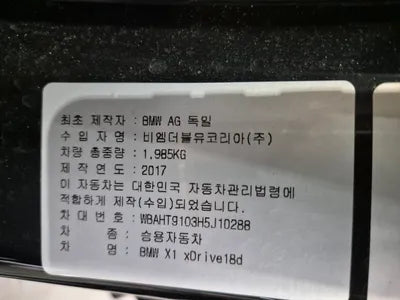 최초 제작자 : BMW AG 독일
수 입 자 명 : 비엠더블유코리아(주)
차량 총중량 : 1,985KG
제 작 연 도 : 2017
이 자동차는 대한민국 자동차관리법령에
적합하게 제작(수입)되었습니다.
차 대 번 호 : WBAHT9103H5J10288
차 종 : 승용자동차
차 명 : BMW X1 xDrive18d